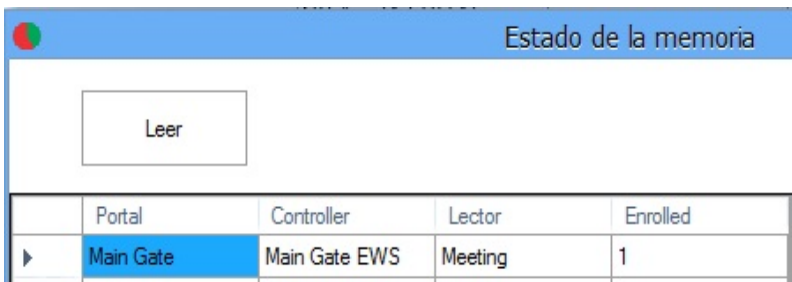 Estado de la memoria
Leer
Portal Controller Lector Enrolled
Main Gate Main Gate EWS Meeting 1